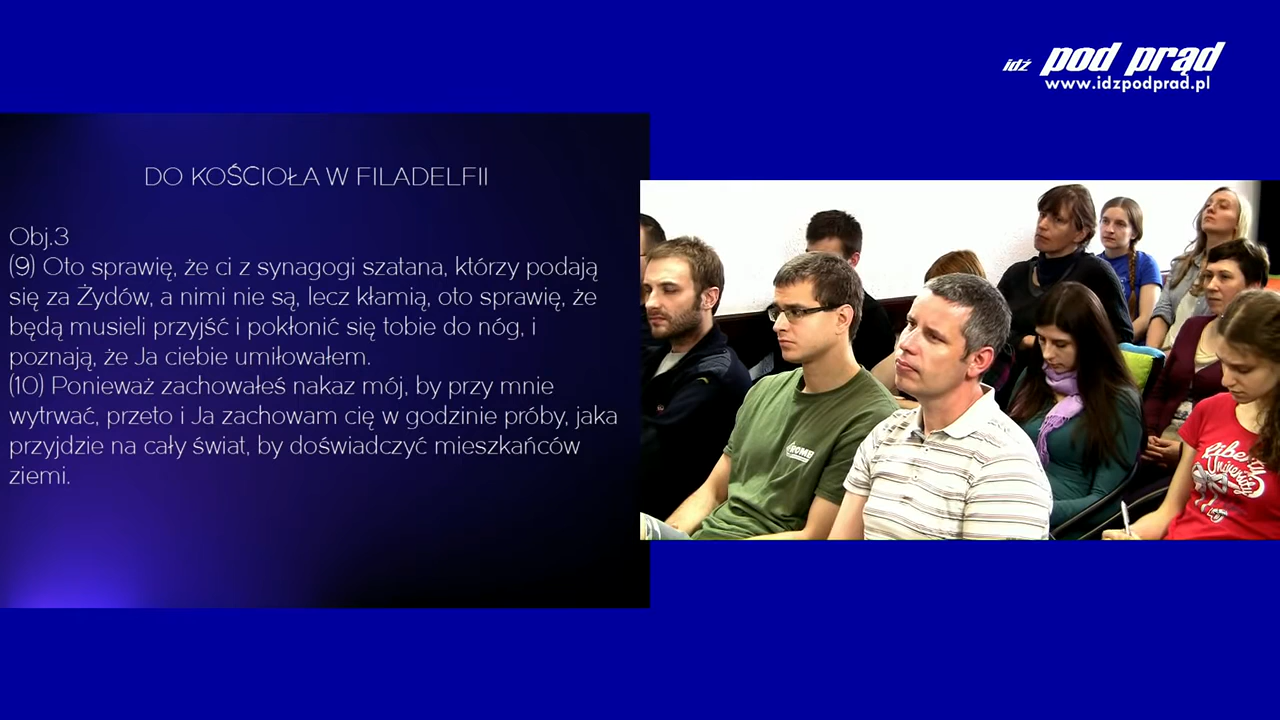 idź pod prąd
www.idzpodprad.pl
DO KOŚCIOŁA W FILADELFII
Obj.3
(9) Oto sprawię, że ci z synagogi szatana, którzy podają
się za Żydów, a nimi nie są, lecz kłamią, oto sprawię, że
będą musieli przyjść i pokłonić się tobie do nóg, i
poznają, że Ja ciebie umiłowałem.
(10) Ponieważ zachowałeś nakaz mój, by przy mnie
wytrwać, przeto i Ja zachowam cię w godzinie próby, jaka
przyjdzie na cały świat, by doświadczyć mieszkańców
ziemi.
Liberty
University